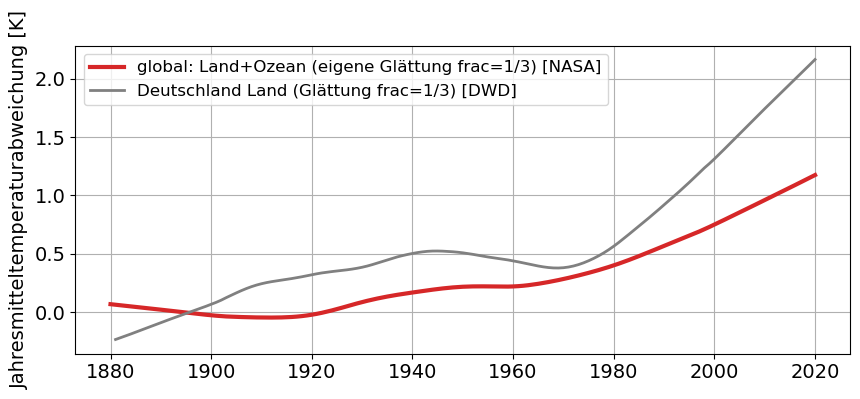 Jahresmitteltemperaturabweichung [K]
global: Land+Ozean (eigene Glättung frac=1/3) [NASA]
Deutschland Land (Glättung frac=1/3) [DWD]
2.0
1.5
1.0
0.5
0.0
1880 1900 1920 1940 1960 1980 2000 2020